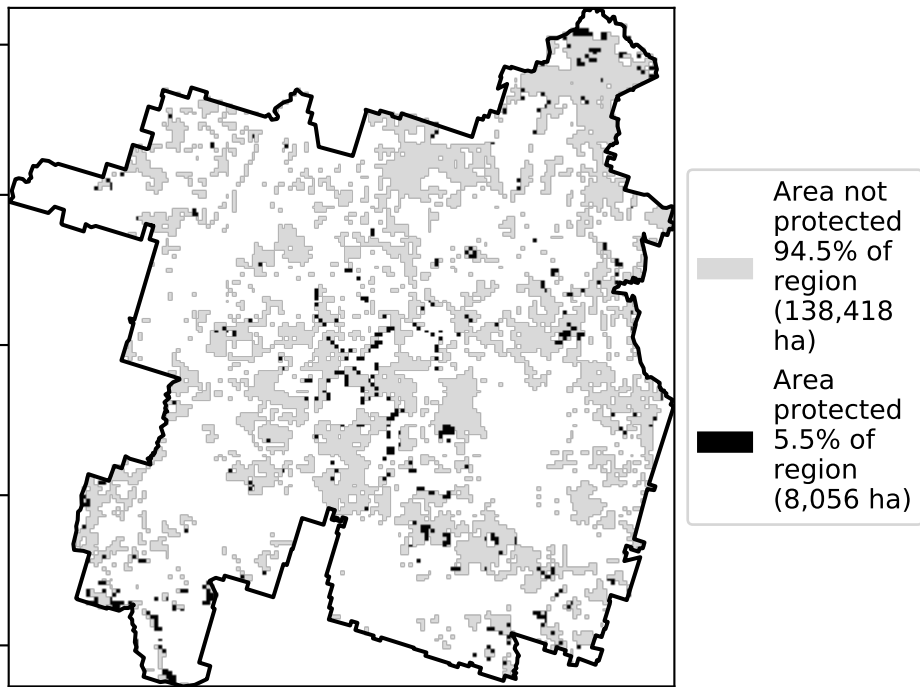 Area not
protected
94.5% of
region
(138,418
ha)
Area
protected
5.5% of
region
(8,056 ha)